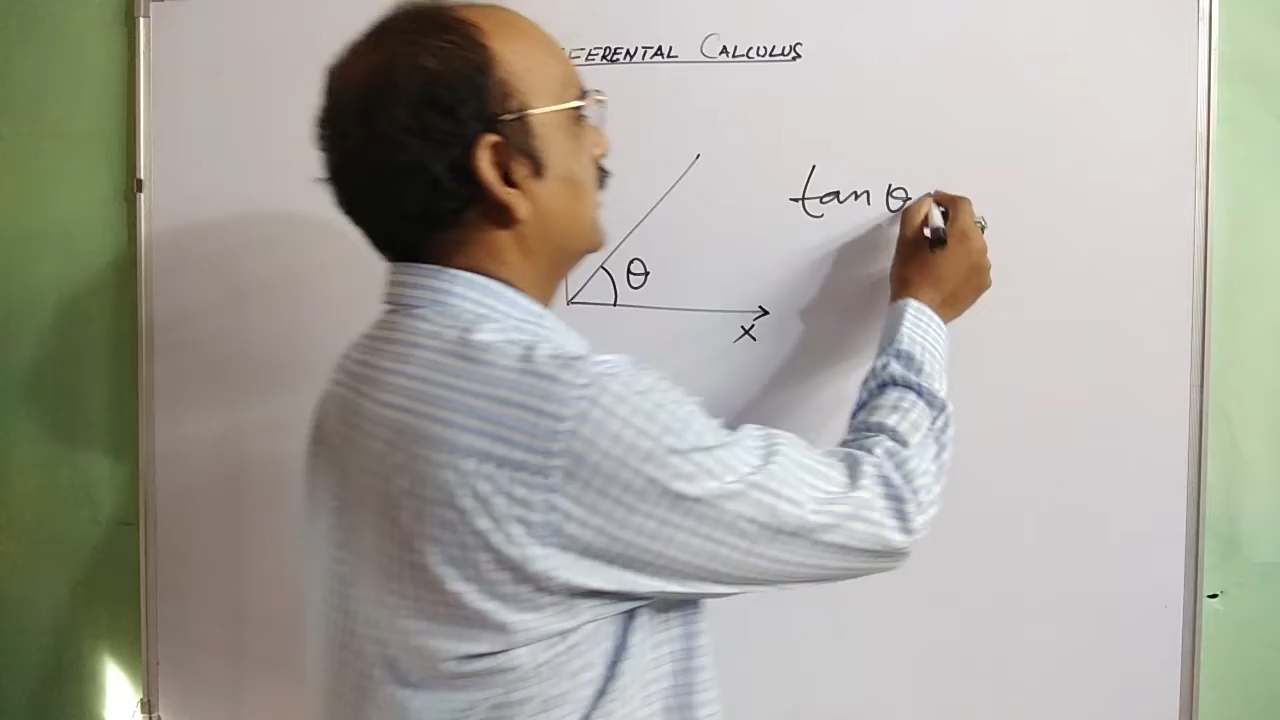 FERENTAL CALCULUS
tan θ
θ
x